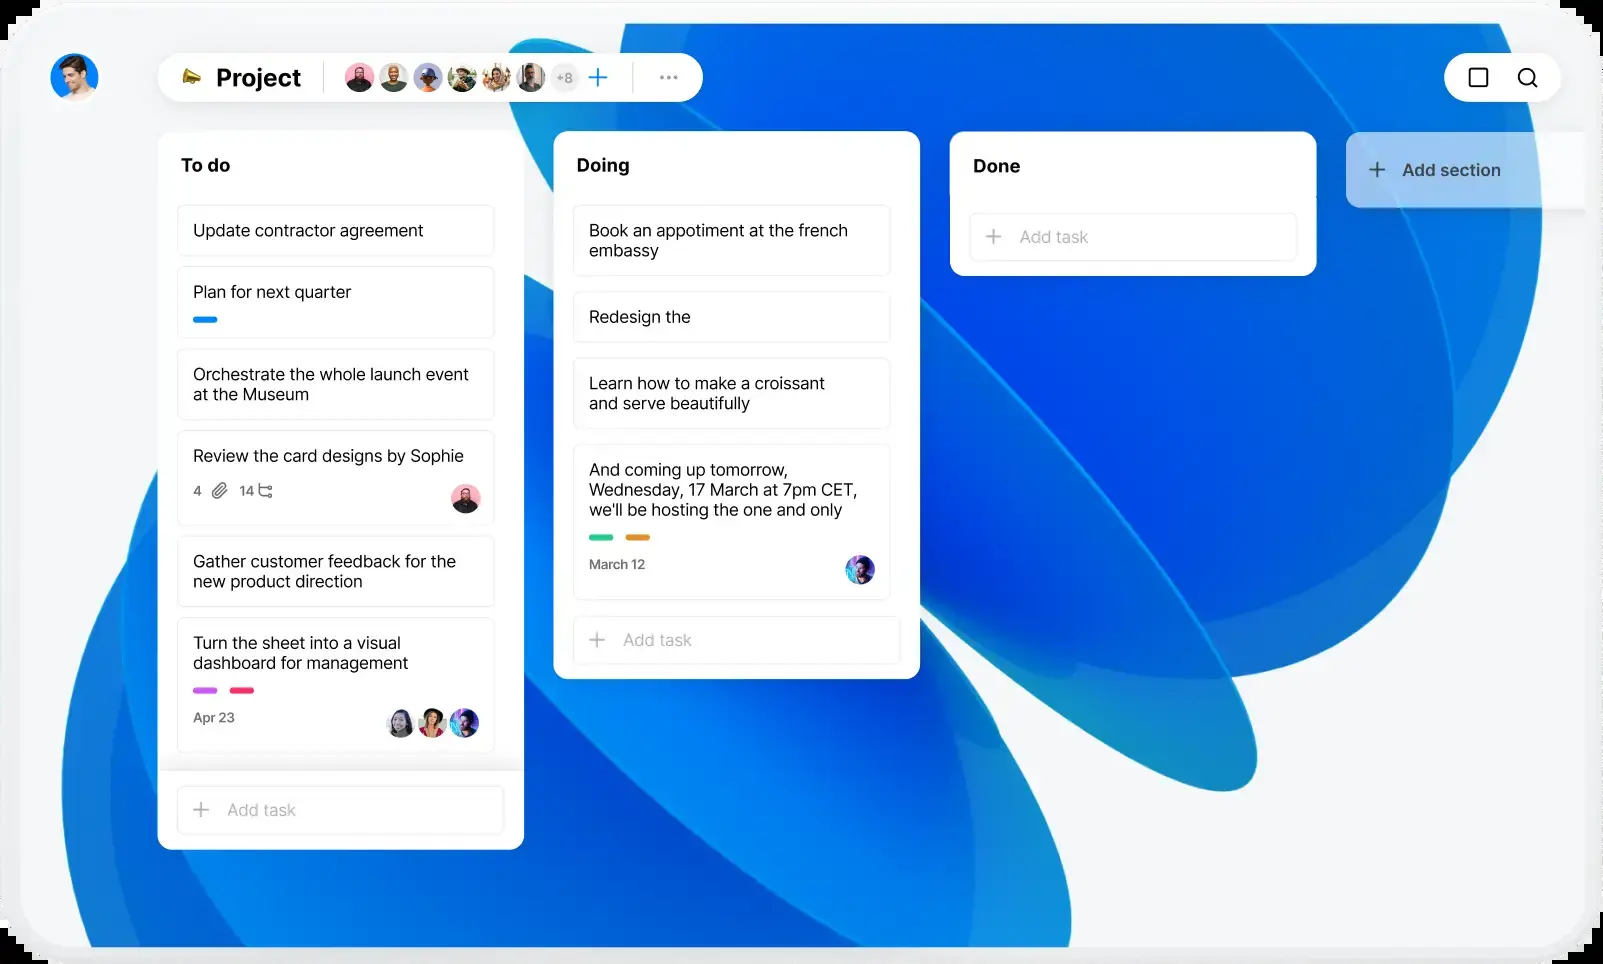 Project
+8
To do
Update contractor agreement
Plan for next quarter
Orchestrate the whole launch event
at the Museum
Review the card designs by Sophie
4 14
Gather customer feedback for the
new product direction
Turn the sheet into a visual
dashboard for management
Apr 23
Add task
Doing
Book an appotiment at the french
embassy
Redesign the
Learn how to make a croissant
and serve beautifully
And coming up tomorrow,
Wednesday, 17 March at 7pm CET,
we'll be hosting the one and only
March 12
Add task
Done
Add task
Add section